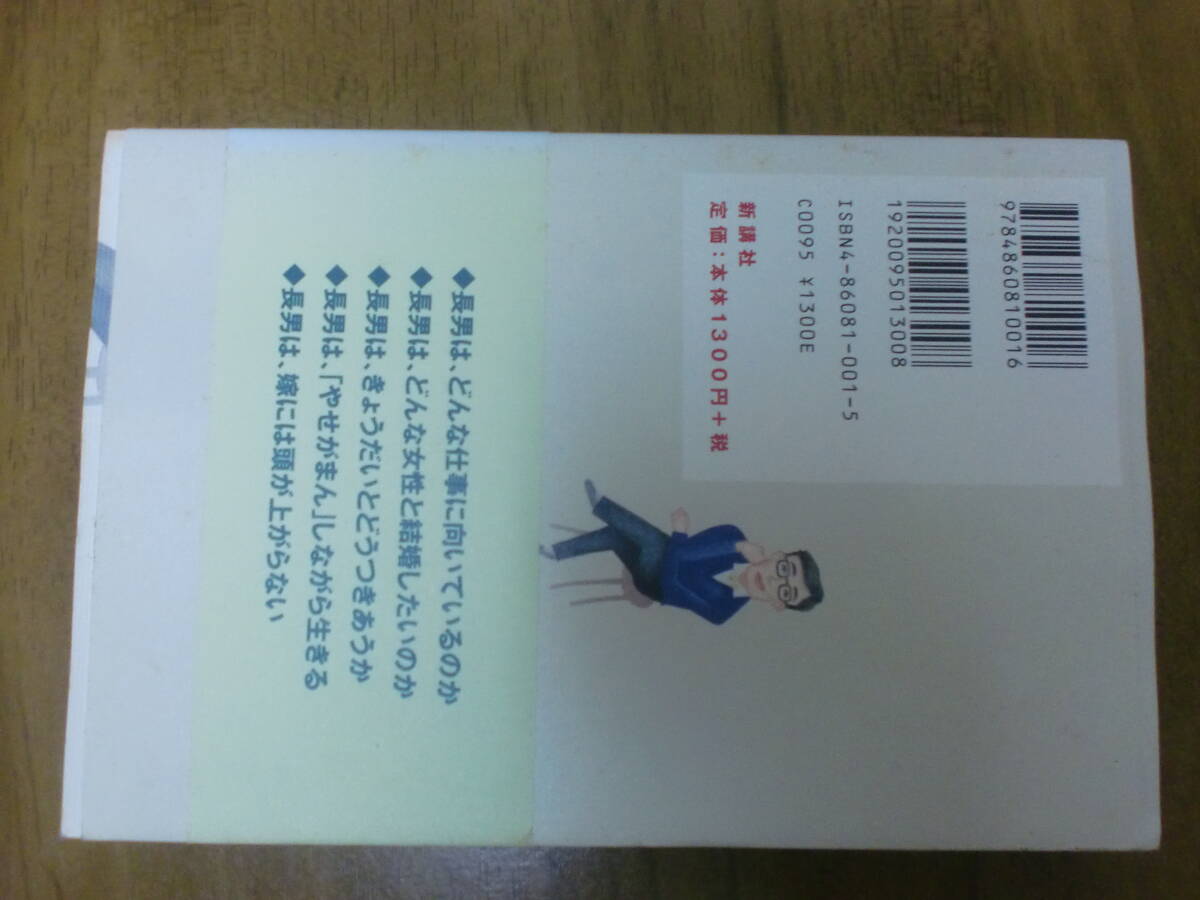 9784860810016
1920095013008
ISBN4-86081-001-5
C0095 ¥1300E
新講社
定価：本体1300円＋税
◆長男は、どんな仕事に向いているのか
◆長男は、どんな女性と結婚したいのか
◆長男は、きょうだいとどうつきあうか
◆長男は、「やせがまん」しながら生きる
◆長男は、嫁には頭が上がらない